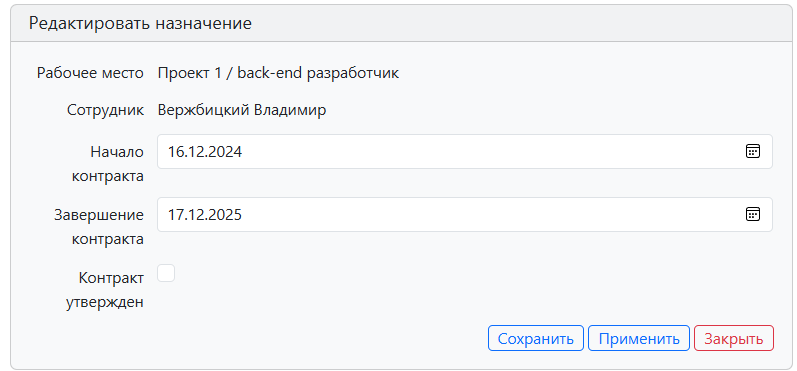 Редактировать назначение
Рабочее место Проект 1 / back-end разработчик
Сотрудник Вержбицкий Владимир
Начало контракта 16.12.2024
Завершение контракта 17.12.2025
Контракт утвержден
Сохранить Применить Закрыть